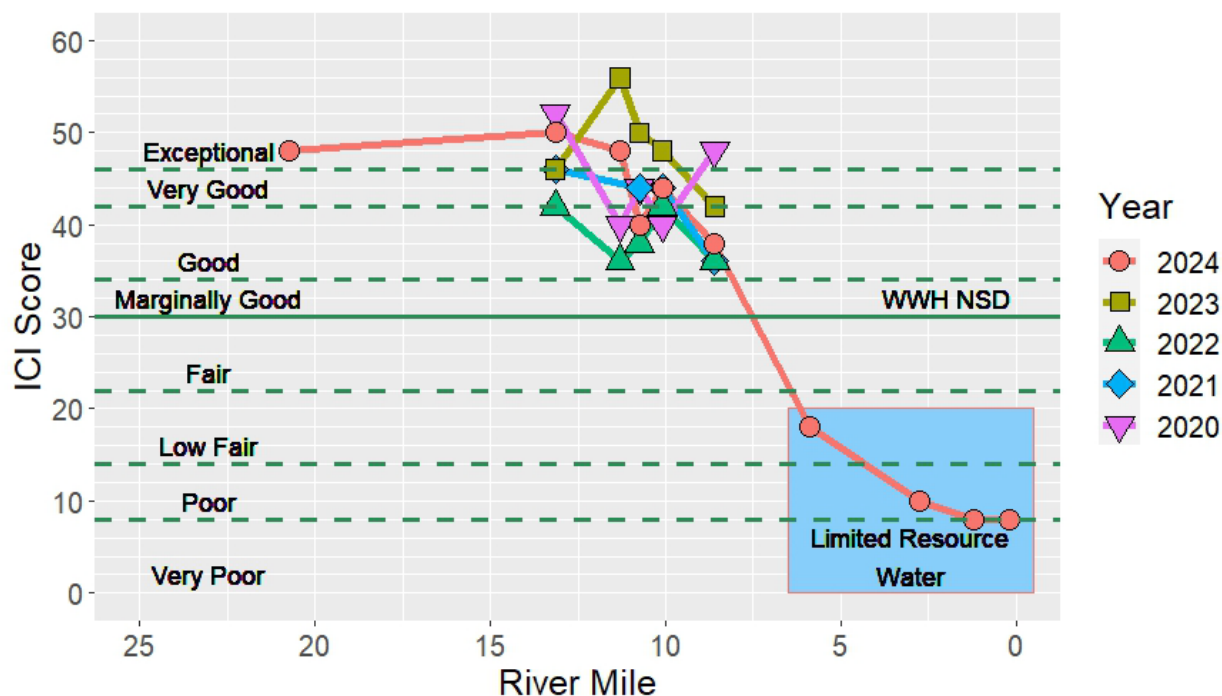 60
50
40
30
20
10
0
ICI Score
Exceptional
Very Good
Good
Marginally Good
WWH NSD
Fair
Low Fair
Poor
Very Poor
Limited Resource
Water
25 20 15 10 5 0
River Mile
Year
2024
2023
2022
2021
2020